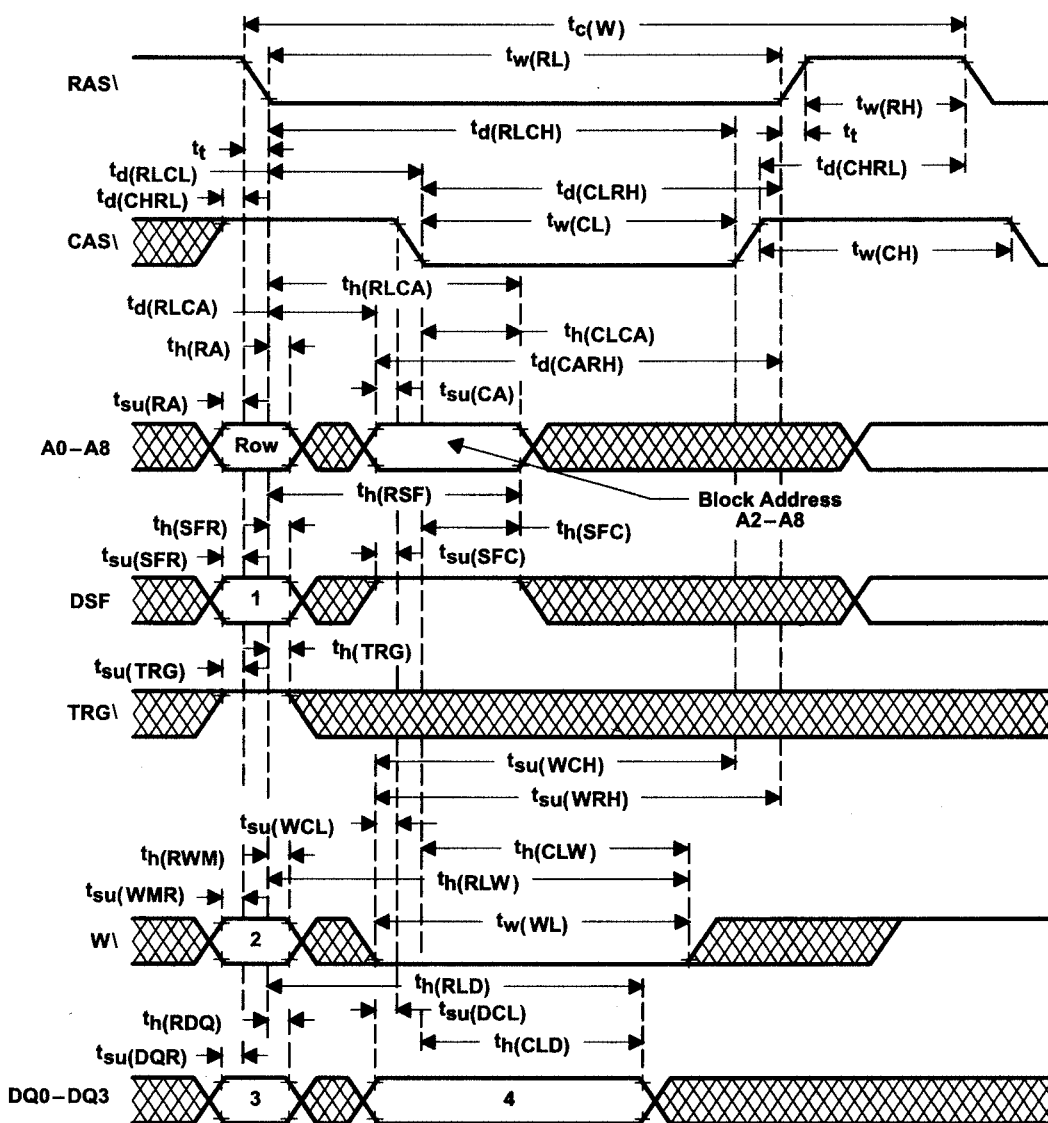 tc(W)
tw(RL)
RAS\
tw(RH)
td(RLCH)
tt
tt
td(RLCL)
td(CHRL)
td(CLRH)
td(CHRL)
tw(CL)
CAS\
tw(CH)
th(RLCA)
td(RLCA)
th(CLCA)
th(RA)
td(CARH)
tsu(CA)
tsu(RA)
A0–A8
Row
th(RSF)
Block Address
A2–A8
th(SFR)
th(SFC)
tsu(SFR)
tsu(SFC)
DSF
1
th(TRG)
tsu(TRG)
TRG\
tsu(WCH)
tsu(WRH)
tsu(WCL)
th(CLW)
th(RWM)
th(RLW)
tsu(WMR)
tw(WL)
W\
2
th(RLD)
tsu(DCL)
th(RDQ)
th(CLD)
tsu(DQR)
DQ0–DQ3
3
4